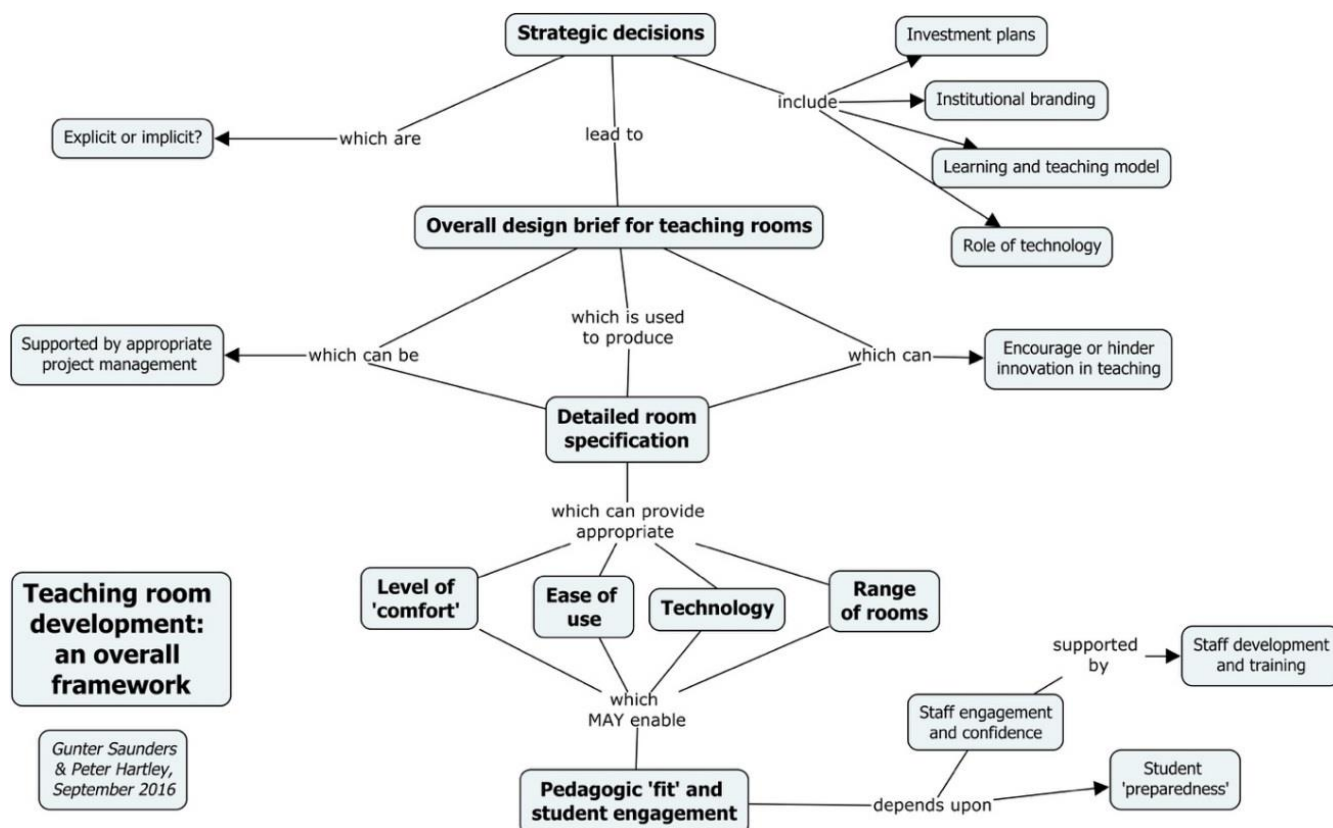 Strategic decisions
Investment plans
include
Institutional branding
Explicit or implicit?
which are
lead to
Learning and teaching model
Overall design brief for teaching rooms
Role of technology
Supported by appropriate
project management
which can be
which is used
to produce
which can
Encourage or hinder
innovation in teaching
Detailed room
specification
which can provide
appropriate
Level of
'comfort'
Ease of
use
Technology
Range
of rooms
Teaching room
development:
an overall
framework
which
MAY enable
supported
by
Staff development
and training
Staff engagement
and confidence
Gunter Saunders
& Peter Hartley,
September 2016
Pedagogic 'fit' and
student engagement
depends upon
Student
'preparedness'